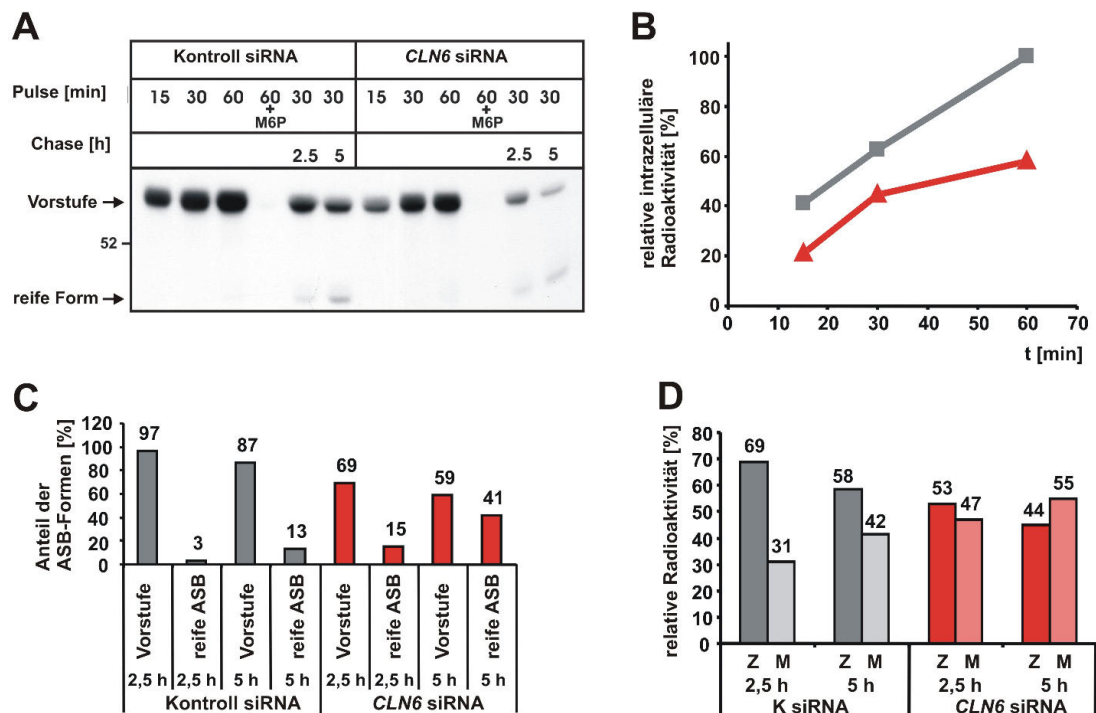 A
Kontroll siRNA CLN6 siRNA
Pulse [min] 15 30 60 60 30 30 15 30 60 60 30 30
+ +
M6P M6P
Chase [h] 2.5 5 2.5 5
Vorstufe
52
reife Form
B
relative intrazelluläre
Radioaktivität [%]
100
80
60
40
20
0
0 10 20 30 40 50 60 70
t [min]
C
Anteil der
ASB-Formen [%]
120
100
80
60
40
20
0
97 3 87 13 69 15 59 41
Vorstufe reife ASB Vorstufe reife ASB Vorstufe reife ASB Vorstufe reife ASB
2,5 h 2,5 h 5 h 5 h 2,5 h 2,5 h 5 h 5 h
Kontroll siRNA CLN6 siRNA
D
relative Radioaktivität [%]
80
70
60
50
40
30
20
10
0
69 31 58 42 53 47 44 55
Z M Z M Z M Z M
2,5 h 5 h 2,5 h 5 h
K siRNA CLN6 siRNA